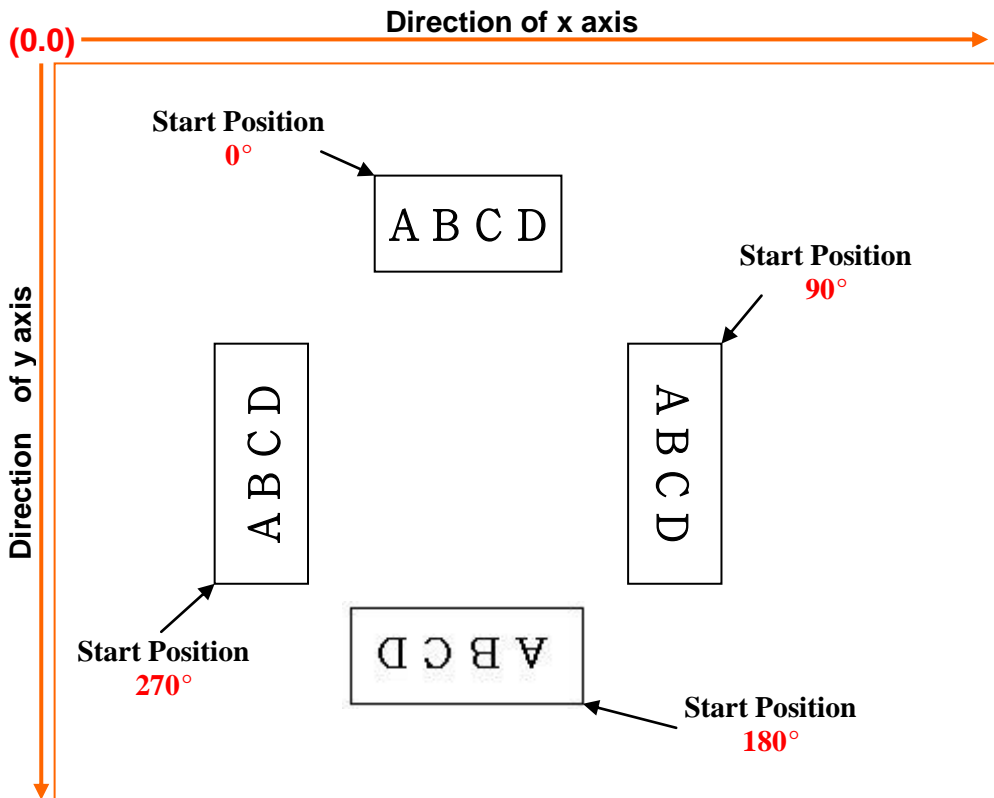 Direction of x axis
(0.0)
Start Position
0°
A B C D
Start Position
90°
Direction of y axis
A B C D
A B C D
Start Position
270°
A B C D
Start Position
180°